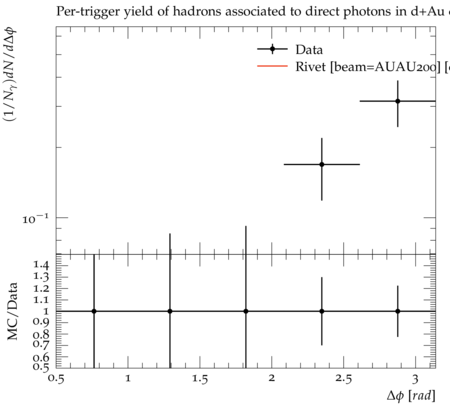 Per-trigger yield of hadrons associated to direct photons in d+Au
(1/Nγ)dN/dΔϕ
Data
Rivet [beam=AUAU200]
10⁻¹
MC/Data
1.4
1.3
1.2
1.1
1
0.9
0.8
0.7
0.6
0.5
0.5 1 1.5 2 2.5 3
Δϕ [rad]